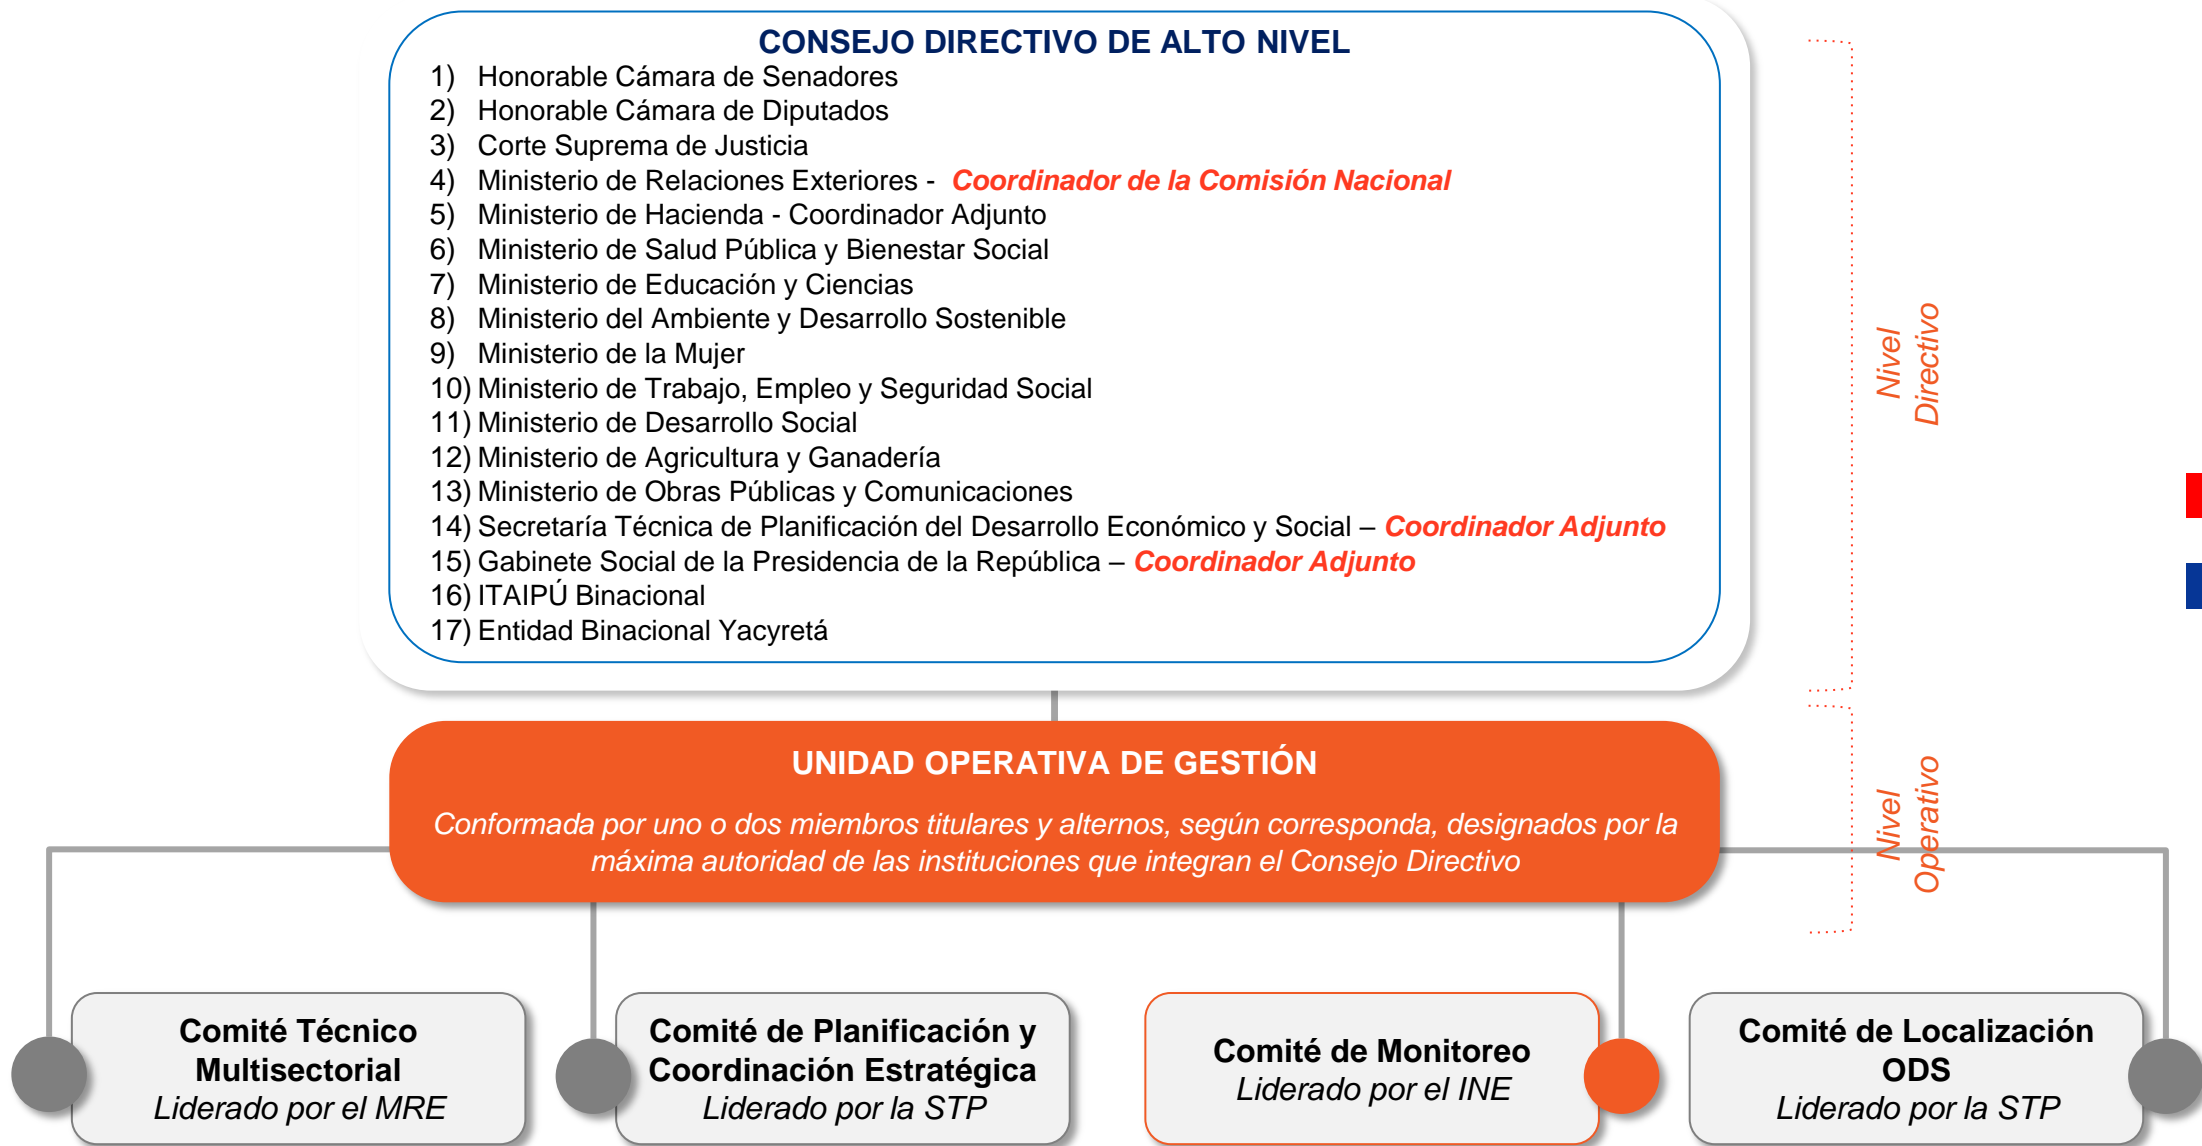 CONSEJO DIRECTIVO DE ALTO NIVEL
1) Honorable Cámara de Senadores
2) Honorable Cámara de Diputados
3) Corte Suprema de Justicia
4) Ministerio de Relaciones Exteriores - Coordinador de la Comisión Nacional
5) Ministerio de Hacienda - Coordinador Adjunto
6) Ministerio de Salud Pública y Bienestar Social
7) Ministerio de Educación y Ciencias
8) Ministerio del Ambiente y Desarrollo Sostenible
9) Ministerio de la Mujer
10) Ministerio de Trabajo, Empleo y Seguridad Social
11) Ministerio de Desarrollo Social
12) Ministerio de Agricultura y Ganadería
13) Ministerio de Obras Públicas y Comunicaciones
14) Secretaría Técnica de Planificación del Desarrollo Económico y Social – Coordinador Adjunto
15) Gabinete Social de la Presidencia de la República – Coordinador Adjunto
16) ITAIPÚ Binacional
17) Entidad Binacional Yacyretá
Nivel
Directivo
UNIDAD OPERATIVA DE GESTIÓN
Conformada por uno o dos miembros titulares y alternos, según corresponda, designados por la
máxima autoridad de las instituciones que integran el Consejo Directivo
Nivel
Operativo
Comité Técnico
Multisectorial
Liderado por el MRE
Comité de Planificación y
Coordinación Estratégica
Liderado por la STP
Comité de Monitoreo
Liderado por el INE
Comité de Localización
ODS
Liderado por la STP